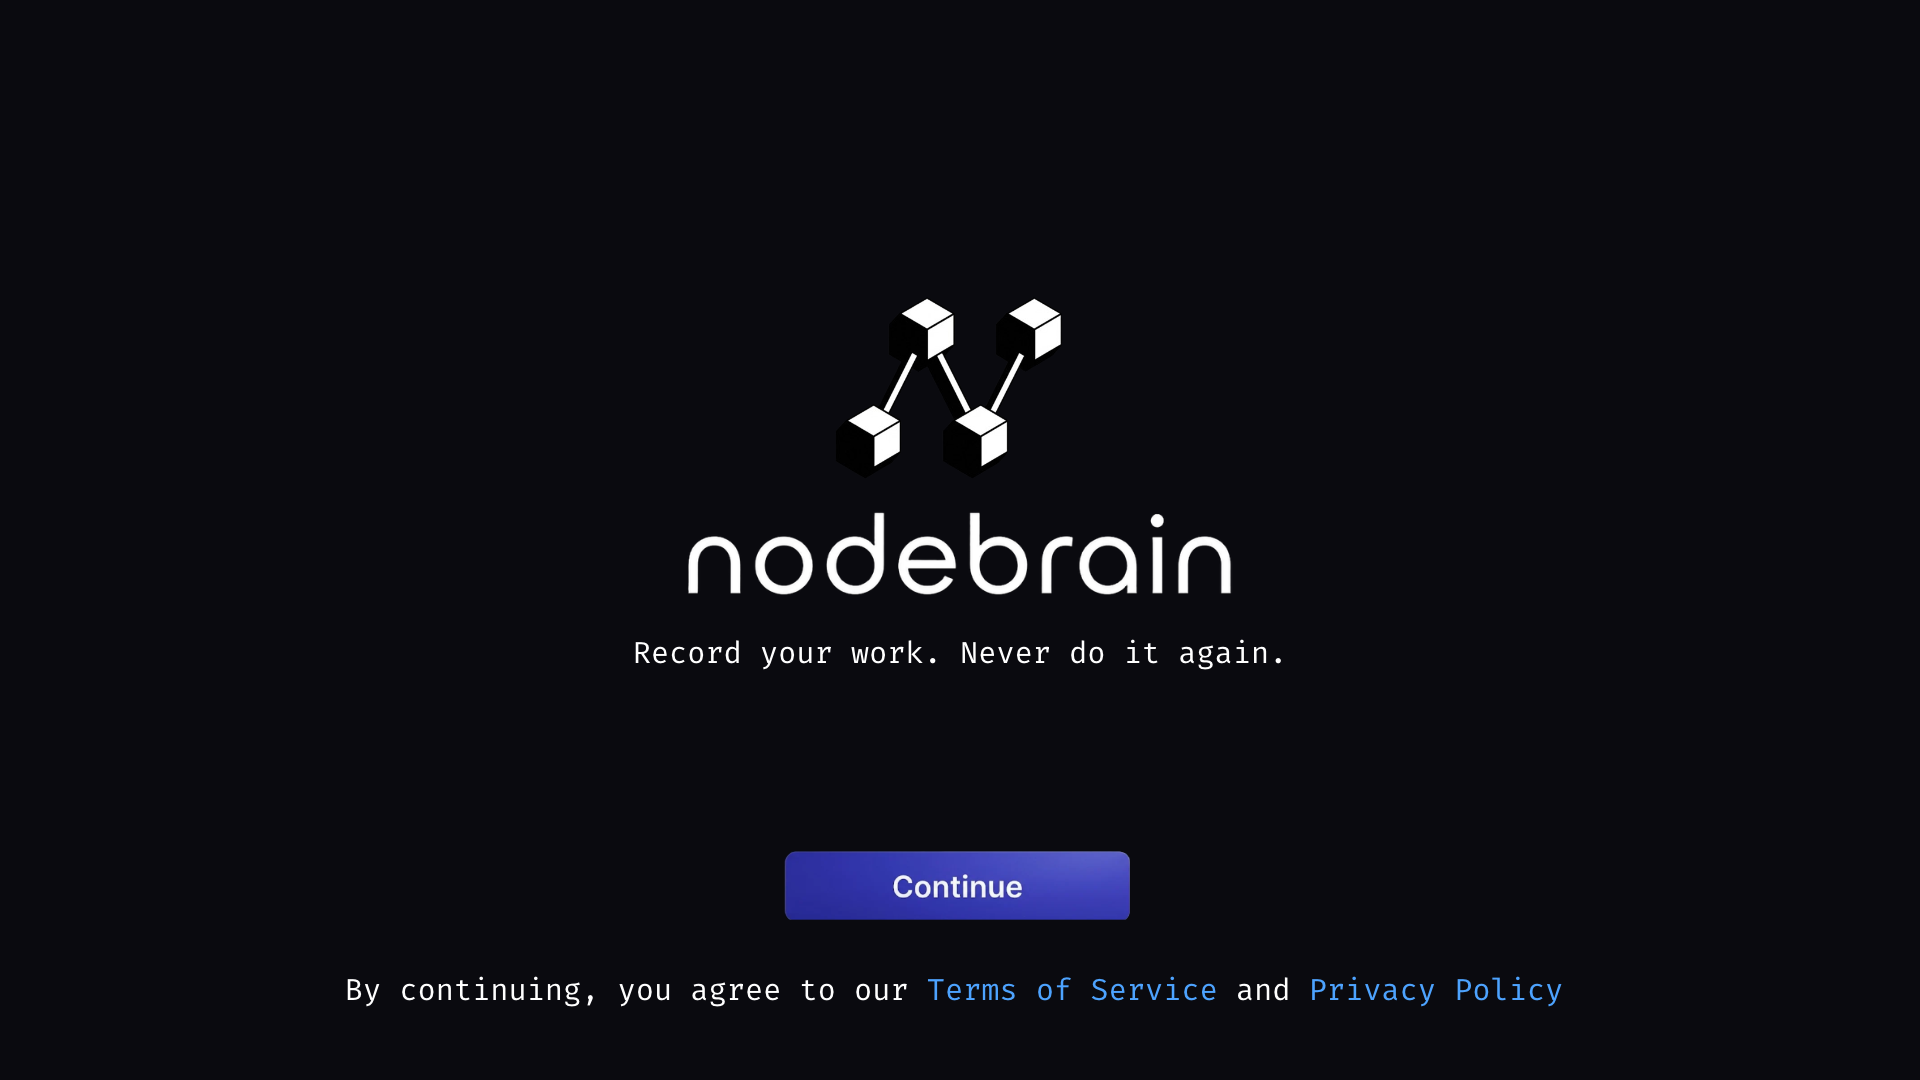 nodebrain
Record your work. Never do it again.
Continue
By continuing, you agree to our Terms of Service and Privacy Policy